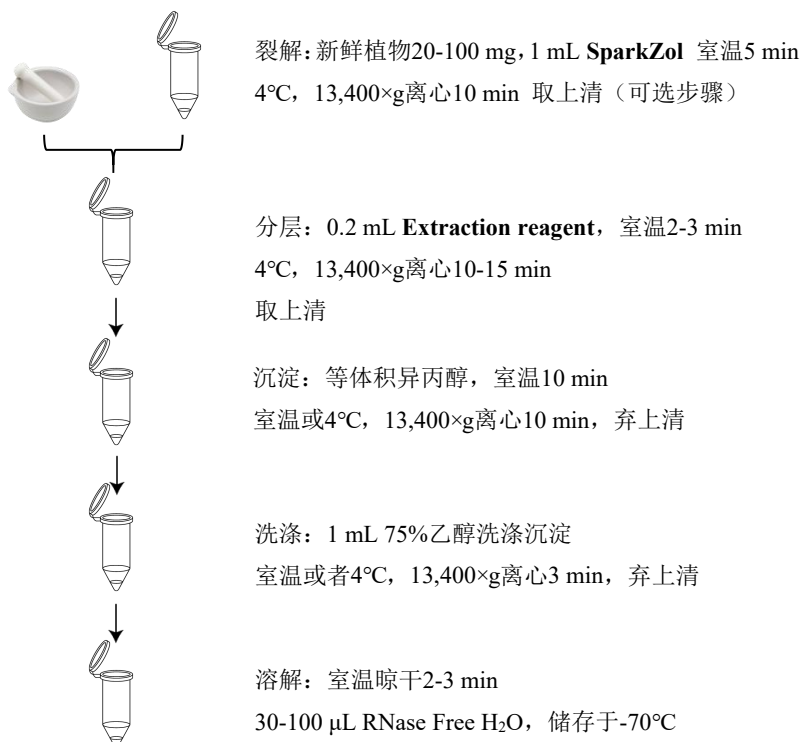 裂解：新鲜植物20-100 mg，1 mL SparkZol 室温5 min
4°C，13,400×g离心10 min 取上清（可选步骤）
分层：0.2 mL Extraction reagent，室温2-3 min
4°C，13,400×g离心10-15 min
取上清
沉淀：等体积异丙醇，室温10 min
室温或4°C，13,400×g离心10 min，弃上清
洗涤：1 mL 75%乙醇洗涤沉淀
室温或者4°C，13,400×g离心3 min，弃上清
溶解：室温晾干2-3 min
30-100 μL RNase Free H₂O，储存于-70°C